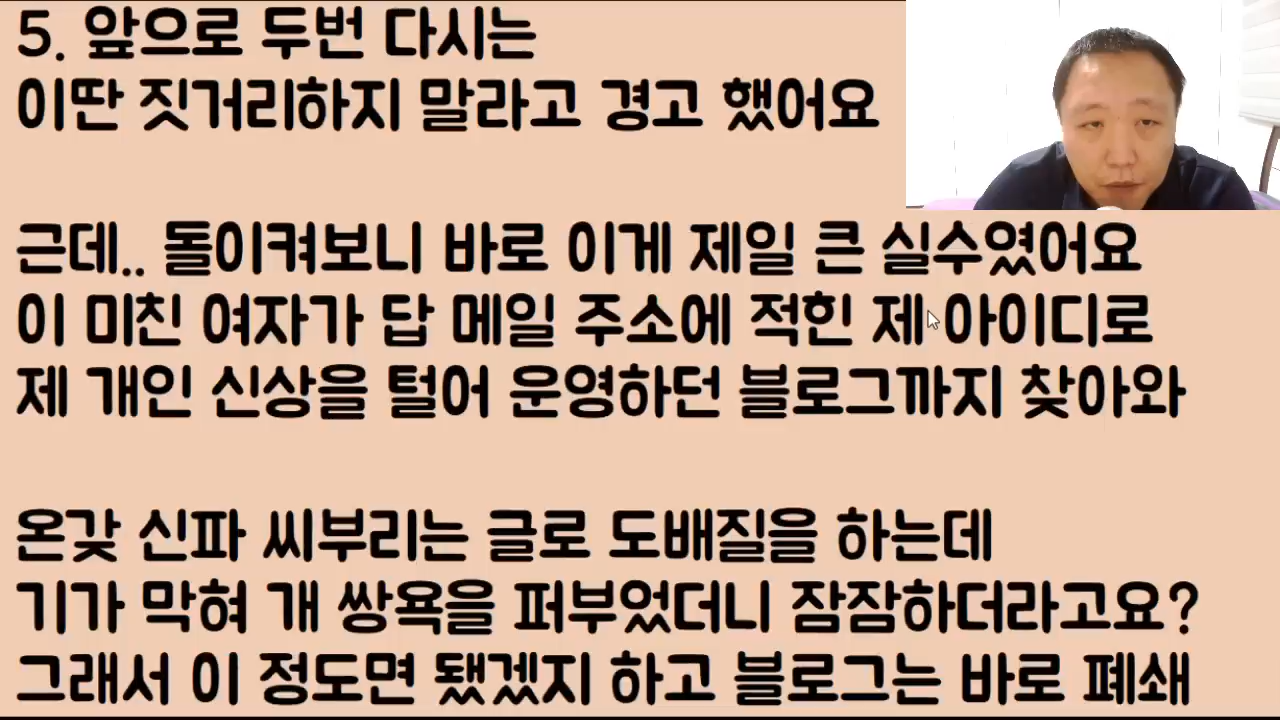 5. 앞으로 두번 다시는
이딴 짓거리하지 말라고 경고 했어요
근데.. 돌이켜보니 바로 이게 제일 큰 실수였어요
이 미친 여자가 답 메일 주소에 적힌 제 아이디로
제 개인 신상을 털어 운영하던 블로그까지 찾아와
온갖 신파 씨부리는 글로 도배질을 하는데
기가 막혀 개 쌍욕을 퍼부었더니 잠잠하더라고요?
그래서 이 정도면 됐겠지 하고 블로그는 바로 폐쇄